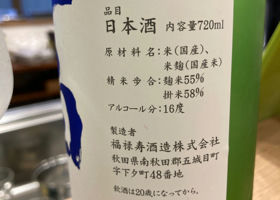 品目
日本酒 内容量720ml
原材料名:米(国産)、
米麹(国産米)
精米歩合:麹米55%
掛米58%
アルコール分:16度
製造者
福禄寿酒造株式会社
秋田県南秋田郡五城目町
字下夕町48番地
飲酒は20歳になってから。